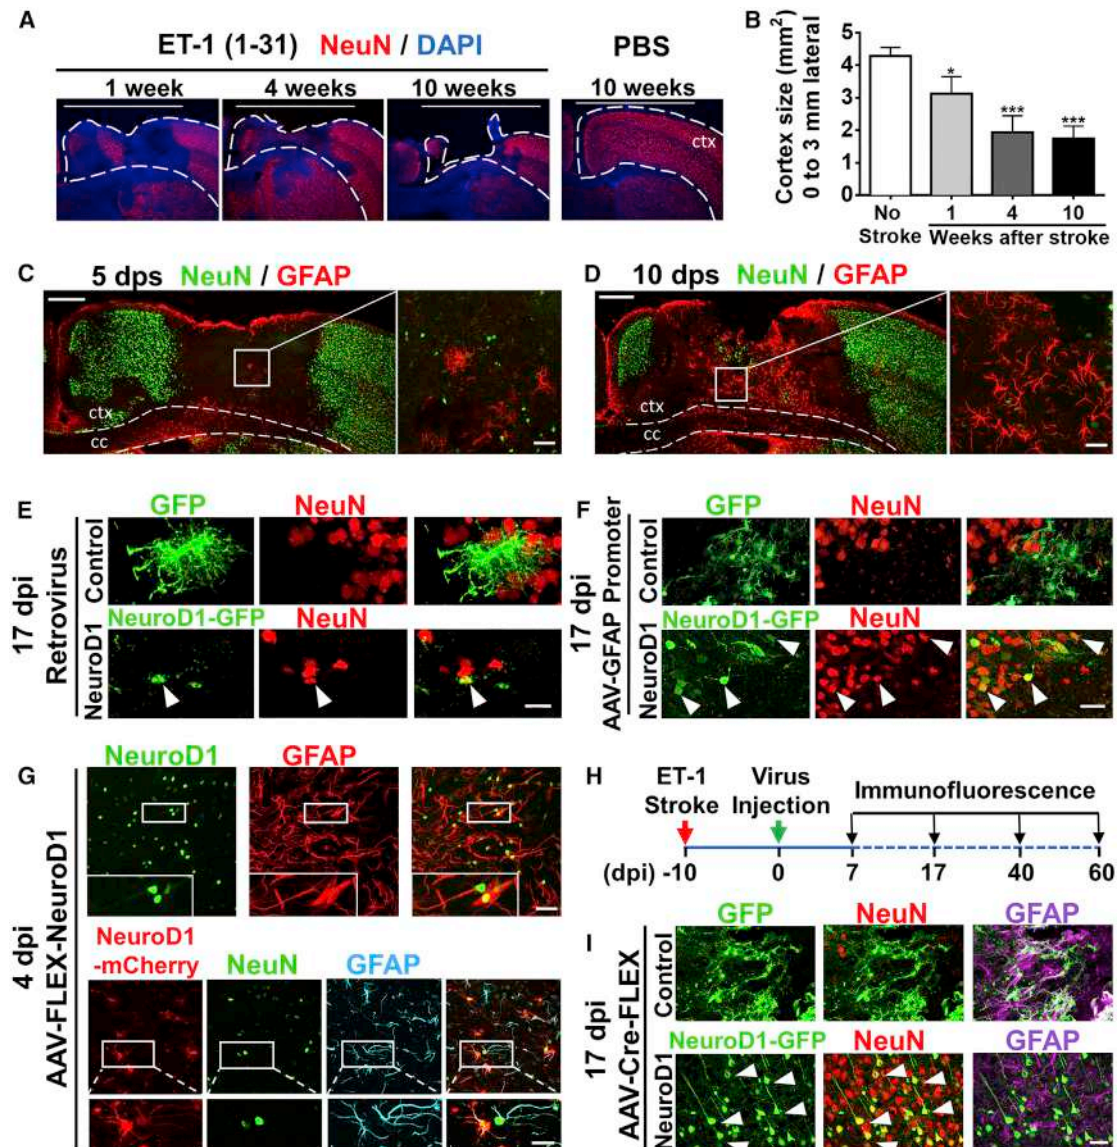 A
ET-1 (1-31) NeuN / DAPI
PBS
1 week
4 weeks
10 weeks
10 weeks
ctx
B
Cortex size (mm²)
0 to 3 mm lateral
5
4
3
2
1
0
*
***
***
No
Stroke
1 4 10
Weeks after stroke
C
5 dps NeuN / GFAP
ctx
cc
D
10 dps NeuN / GFAP
ctx
cc
E
GFP NeuN
17 dpi
Retrovirus
Control
NeuroD1-GFP NeuN
NeuroD1
F
GFP NeuN
17 dpi
AAV-GFAP Promoter
Control
NeuroD1-GFP NeuN
NeuroD1
G
NeuroD1 GFAP
4 dpi
AAV-FLEX-NeuroD1
NeuroD1
-mCherry
NeuN
GFAP
H
ET-1
Stroke
Virus
Injection
Immunofluorescence
(dpi) -10 0 7 17 40 60
I
GFP NeuN GFAP
17 dpi
AAV-Cre-FLEX
Control
NeuroD1-GFP NeuN GFAP
NeuroD1